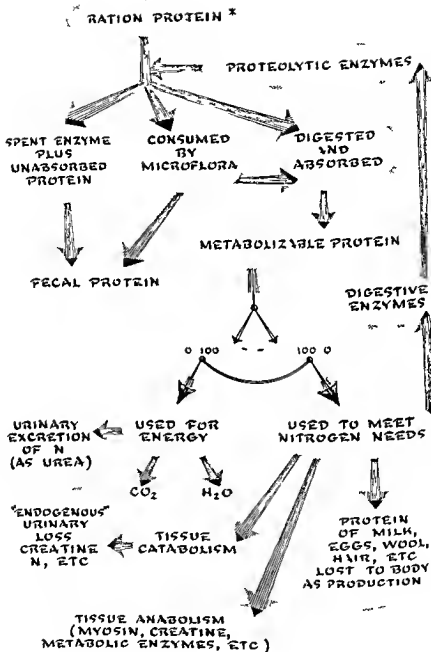 RATION PROTEIN *
PROTEOLYTIC ENZYMES
SPENT ENZYME
PLUS
UNABSORBED
PROTEIN
CONSUMED
BY
MICROFLORA
DIGESTED
AND
ABSORBED
METABOLIZABLE PROTEIN
FECAL PROTEIN
DIGESTIVE
ENZYMES
0 100
100 0
URINARY
EXCRETION
OF N
(AS UREA)
USED FOR
ENERGY
USED TO MEET
NITROGEN NEEDS
CO2
H2O
"ENDOGENOUS"
URINARY
LOSS
CREATINE
N, ETC
TISSUE
CATABOLISM
PROTEIN
OF MILK,
EGGS, WOOL,
HAIR, ETC
LOST TO BODY
AS PRODUCTION
TISSUE ANABOLISM
(MYOSIN, CREATINE,
METABOLIC ENZYMES, ETC)